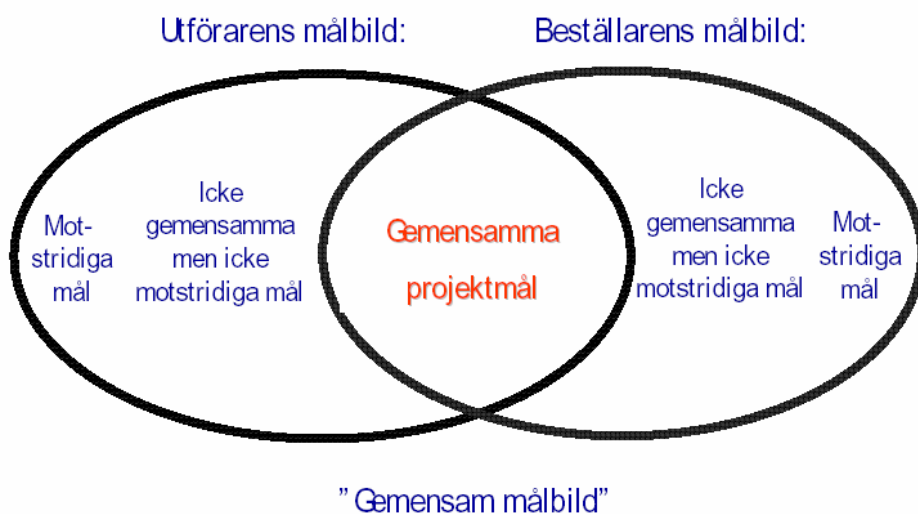 Utförarens målbild:
Beställarens målbild:
Mot-
stridiga
mål
Icke
gemensamma
men icke
motstridiga mål
Gemensamma
projektmål
Icke
gemensamma
men icke
motstridiga mål
Mot-
stridiga
mål
” Gemensam målbild”